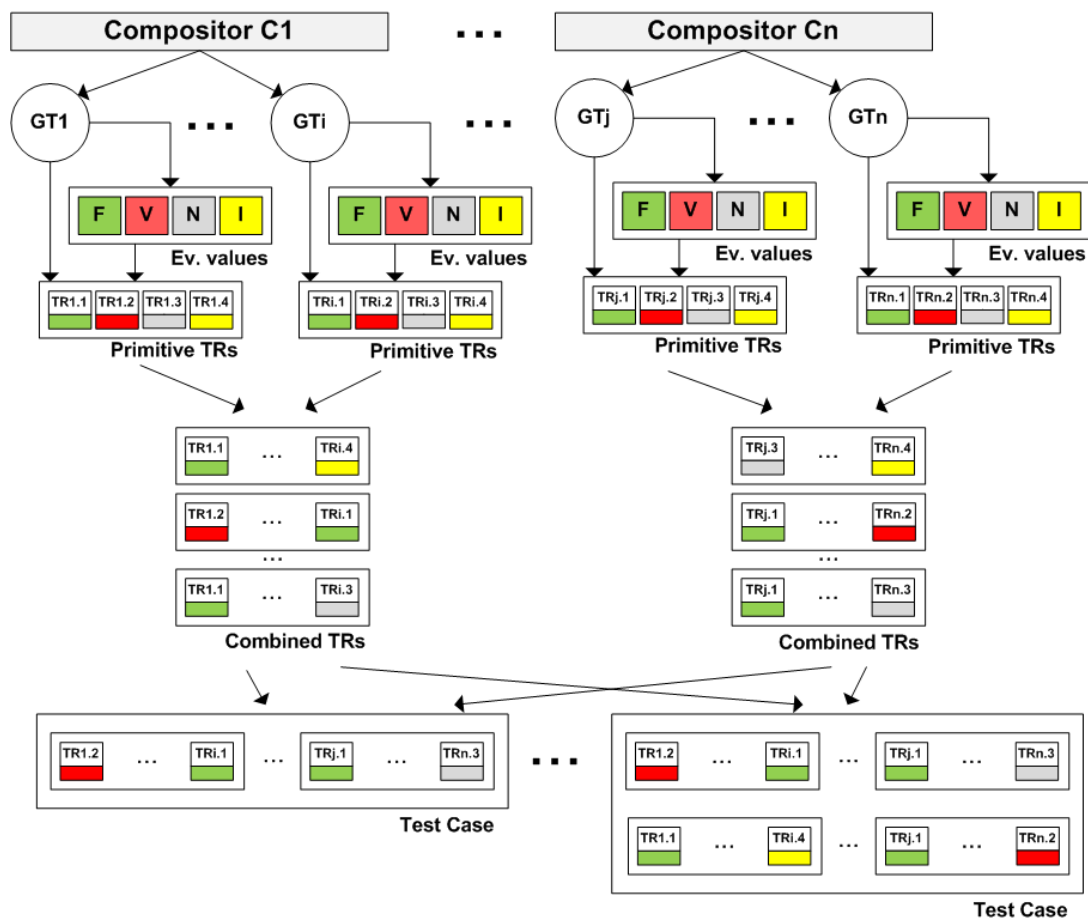 Compositor C1 ... Compositor Cn
GT1 ... GTi ... GTj ... GTn
F V N I F V N I F V N I F V N I
Ev. values Ev. values Ev. values Ev. values
TR1.1 TR1.2 TR1.3 TR1.4 TRi.1 TRi.2 TRi.3 TRi.4 TRj.1 TRj.2 TRj.3 TRj.4 TRn.1 TRn.2 TRn.3 TRn.4
Primitive TRs Primitive TRs Primitive TRs Primitive TRs
TR1.1 ... TRi.4 TRj.3 ... TRn.4
TR1.2 ... TRi.1 TRj.1 ... TRn.2
... ...
TR1.1 ... TRi.3 TRj.1 ... TRn.3
Combined TRs Combined TRs
TR1.2 ... TRi.1 ... TRj.1 ... TRn.3 ... TR1.2 ... TRi.1 ... TRj.1 ... TRn.3
Test Case
TR1.1 ... TRi.4 ... TRj.1 ... TRn.2
Test Case